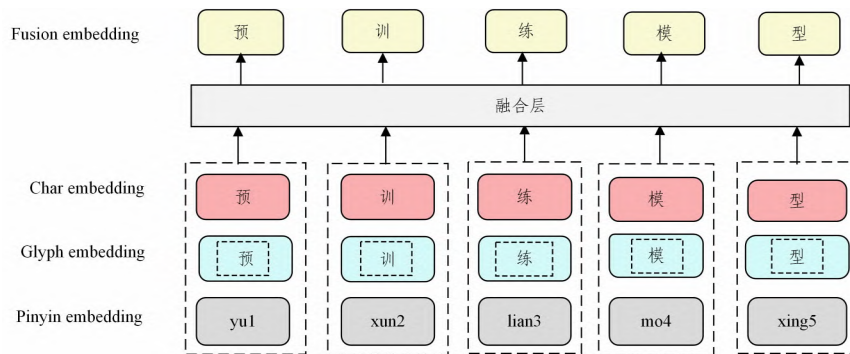 Fusion embedding 预 训 练 模 型
融合层
Char embedding 预 训 练 模 型
Glyph embedding 预 训 练 模 型
Pinyin embedding yu1 xun2 lian3 mo4 xing5